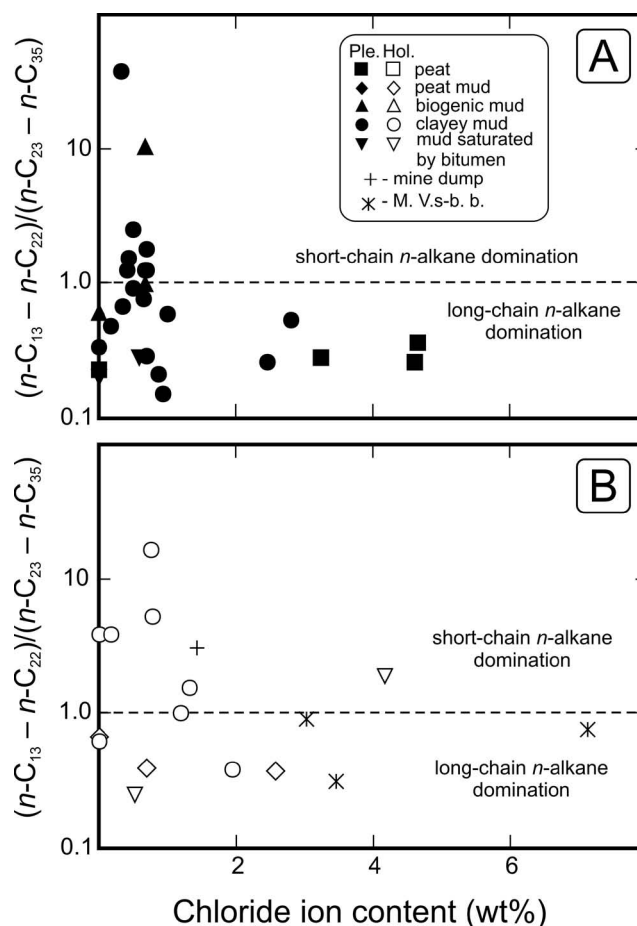 (n-C₁₃ – n-C₂₂)/(n-C₂₃ – n-C₃₅)
A
Ple. Hol.
peat
peat mud
biogenic mud
clayey mud
mud saturated
by bitumen
+ - mine dump
- M. V.s-b. b.
10
short-chain n-alkane domination
1.0
long-chain n-alkane
domination
0.1
(n-C₁₃ – n-C₂₂)/(n-C₂₃ – n-C₃₅)
B
10
short-chain n-alkane
domination
1.0
long-chain n-alkane
domination
0.1
2 4 6
Chloride ion content (wt%)